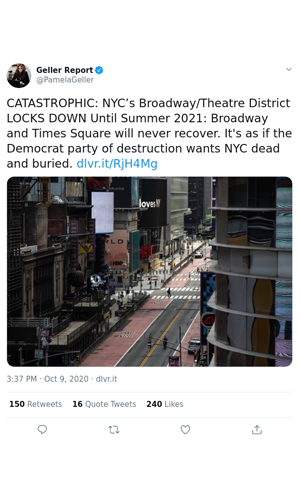 Geller Report
@PamelaGeller
CATASTROPHIC: NYC’s Broadway/Theatre District
LOCKS DOWN Until Summer 2021: Broadway
and Times Square will never recover. It's as if the
Democrat party of destruction wants NYC dead
and buried. dlvr.it/RjH4Mg
loves
3:37 PM · Oct 9, 2020 · dlvr.it
150 Retweets 16 Quote Tweets 240 Likes